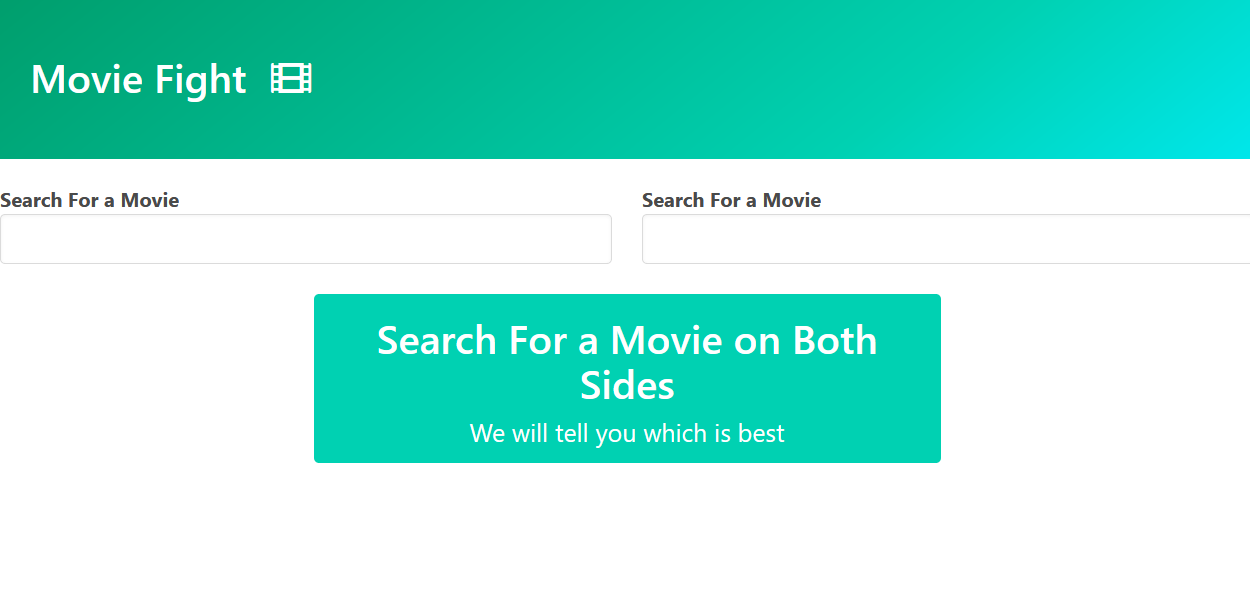 Movie Fight
Search For a Movie
Search For a Movie
Search For a Movie on Both
Sides
We will tell you which is best